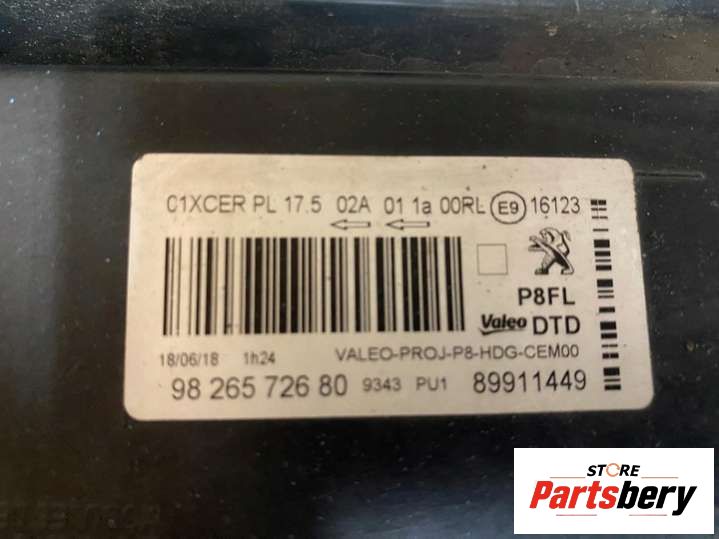 01XCER PL 17.5 02A 01 1a 00RL E9 16123
P8FL
Valeo DTD
18/06/18 1h24 VALEO-PROJ-P8-HDG-CEM00
98 265 726 80 9343 PU1 89911449
STORE
Partsbery